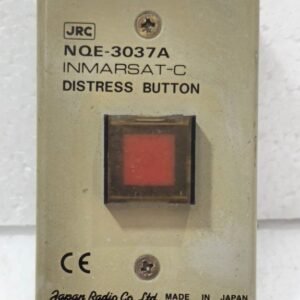 JRC
NQE-3037A
INMARSAT-C
DISTRESS BUTTON
CE
Japan Radio Co., Ltd. MADE IN JAPAN